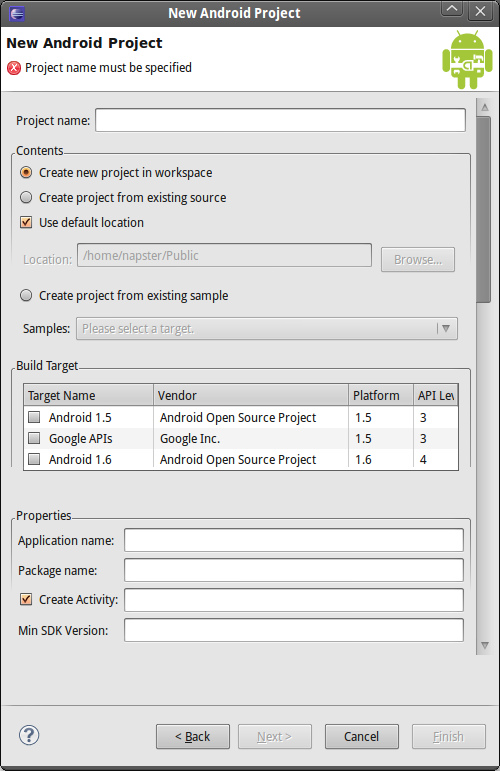 New Android Project
New Android Project
Project name must be specified
Project name:
Contents
Create new project in workspace
Create project from existing source
Use default location
Location: /home/napster/Public Browse...
Create project from existing sample
Samples: Please select a target.
Build Target
Target Name Vendor Platform API Lev
Android 1.5 Android Open Source Project 1.5 3
Google APIs Google Inc. 1.5 3
Android 1.6 Android Open Source Project 1.6 4
Properties
Application name:
Package name:
Create Activity:
Min SDK Version:
? < Back Next > Cancel Finish